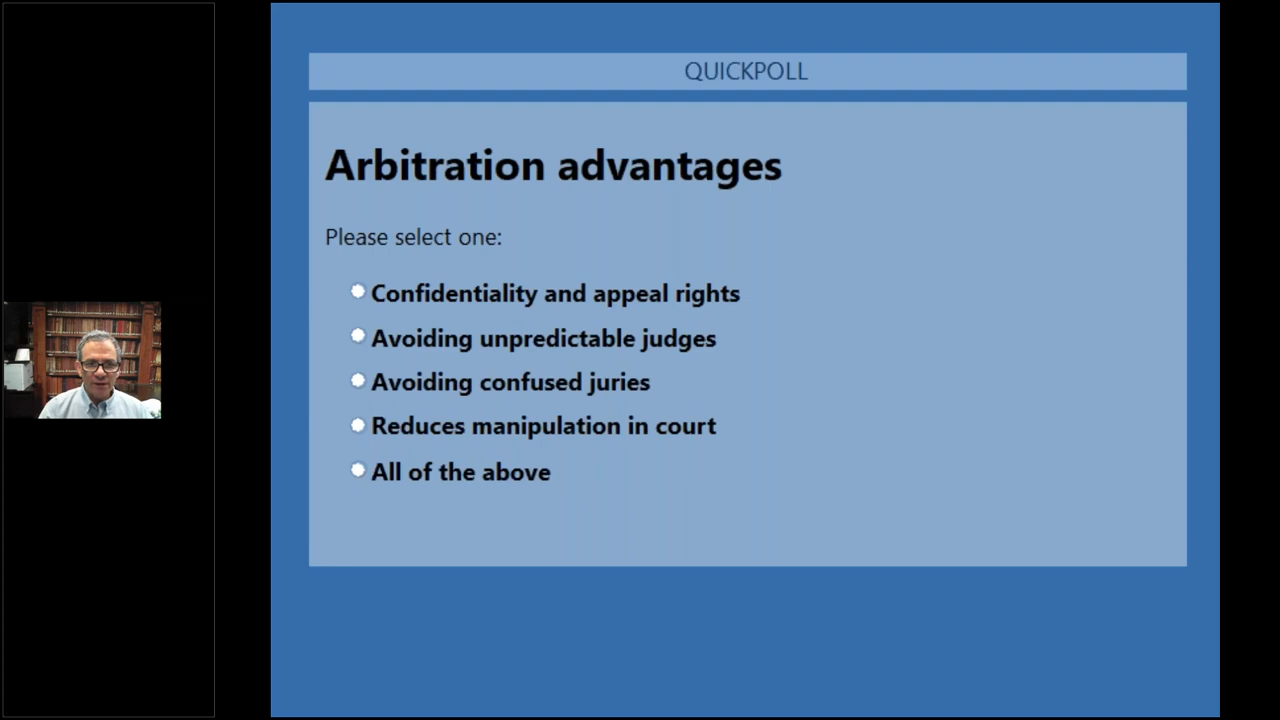 QUICKPOLL
Arbitration advantages
Please select one:
Confidentiality and appeal rights
Avoiding unpredictable judges
Avoiding confused juries
Reduces manipulation in court
All of the above